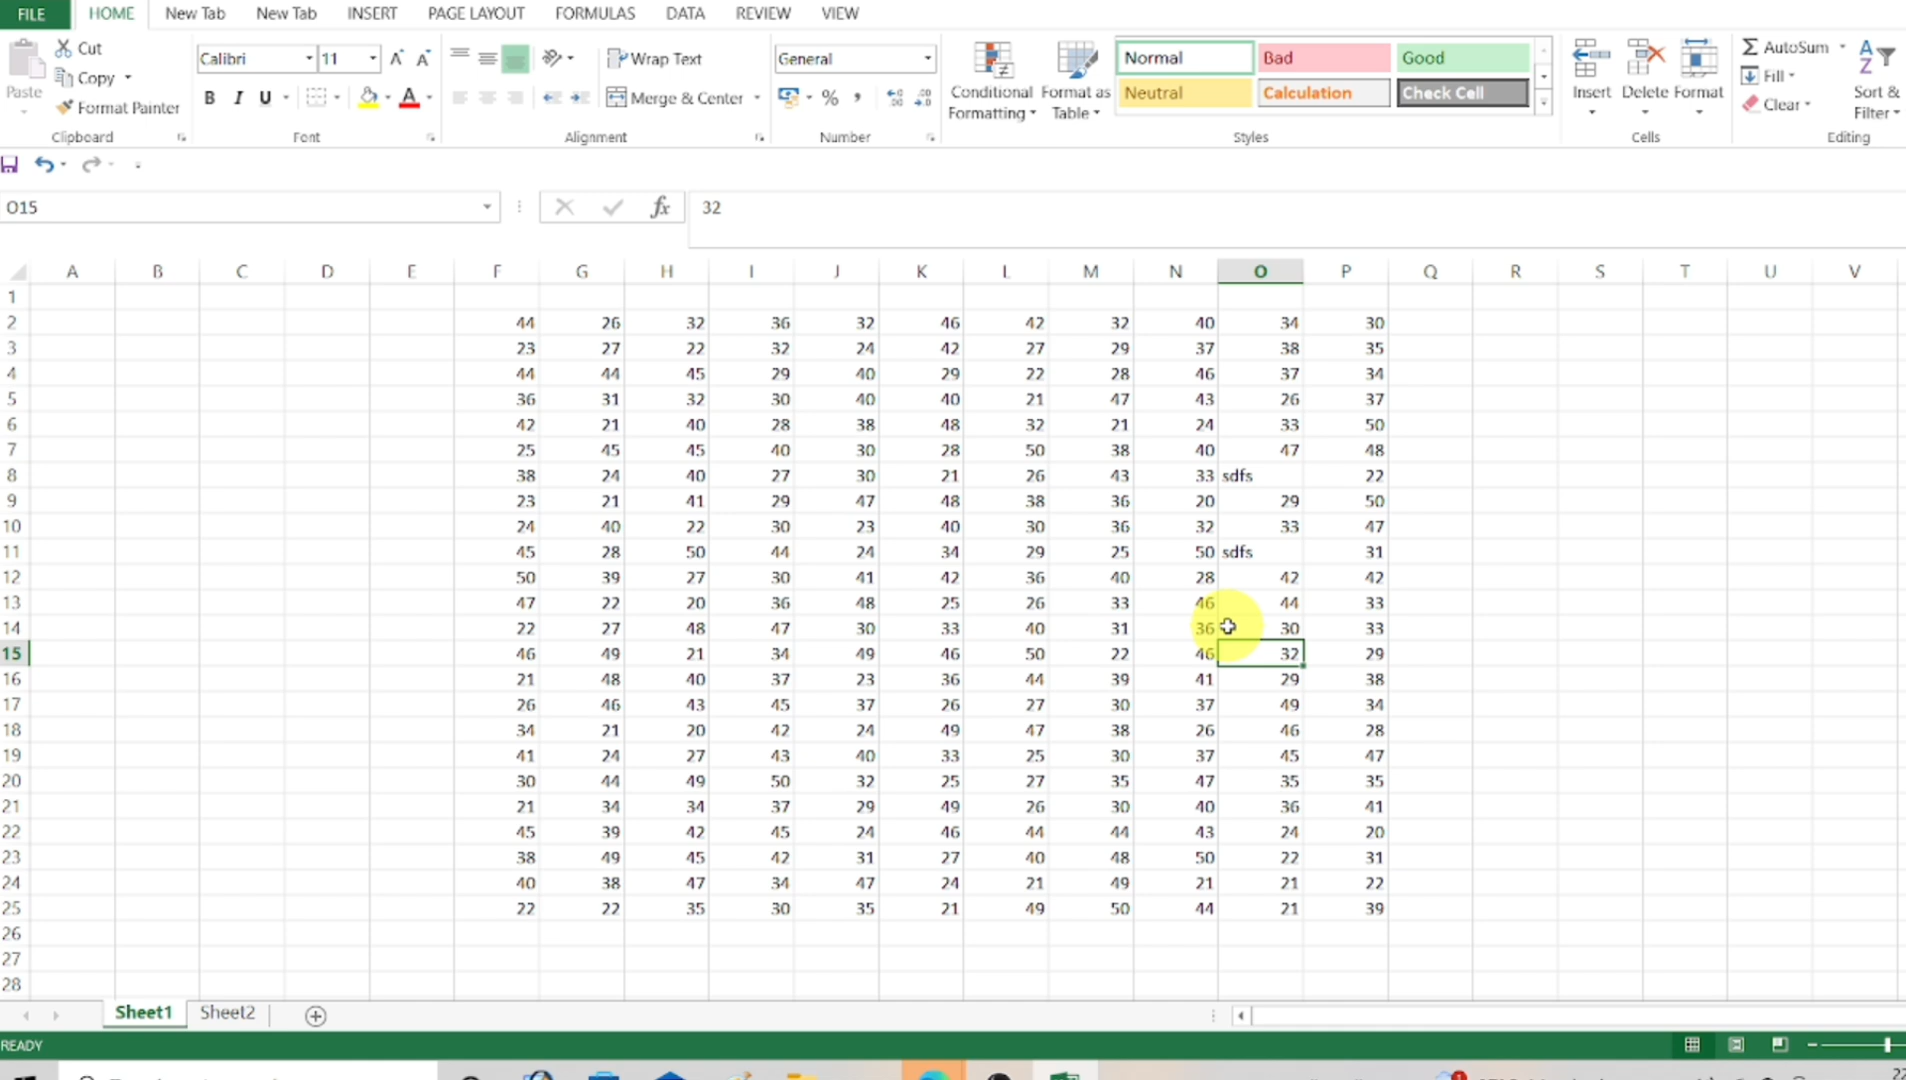 FILE HOME New Tab New Tab INSERT PAGE LAYOUT FORMULAS DATA REVIEW VIEW
Paste Cut Copy Format Painter Clipboard
Calibri 11 A A B I U A Font
Wrap Text Merge & Center Alignment
General % , Number
Conditional Formatting Format as Table Normal Bad Good Neutral Calculation Check Cell Styles
Insert Delete Format Cells
AutoSum Fill Clear Sort & Filter Editing
O15 fx 32
A B C D E F G H I J K L M N O P Q R S T U V
1
2 44 26 32 36 32 46 42 32 40 34 30
3 23 27 22 32 24 42 27 29 37 38 35
4 44 44 45 29 40 29 22 28 46 37 34
5 36 31 32 30 40 40 21 47 43 26 37
6 42 21 40 28 38 48 32 21 24 33 50
7 25 45 45 40 30 28 50 38 40 47 48
8 38 24 40 27 30 21 26 43 33 sdfs 22
9 23 21 41 29 47 48 38 36 20 29 50
10 24 40 22 30 23 40 30 36 32 33 47
11 45 28 50 44 24 34 29 25 50 sdfs 31
12 50 39 27 30 41 42 36 40 28 42 42
13 47 22 20 36 48 25 26 33 46 44 33
14 22 27 48 47 30 33 40 31 36 30 33
15 46 49 21 34 49 46 50 22 46 32 29
16 21 48 40 37 23 36 44 39 41 29 38
17 26 46 43 45 37 26 27 30 37 49 34
18 34 21 20 42 24 49 47 38 26 46 28
19 41 24 27 43 40 33 25 30 37 45 47
20 30 44 49 50 32 25 27 35 47 35 35
21 21 34 34 37 29 49 26 30 40 36 41
22 45 39 42 45 24 46 44 44 43 24 20
23 38 49 45 42 31 27 40 48 50 22 31
24 40 38 47 34 47 24 21 49 21 21 22
25 22 22 35 30 35 21 49 50 44 21 39
26
27
28
Sheet1 Sheet2
READY